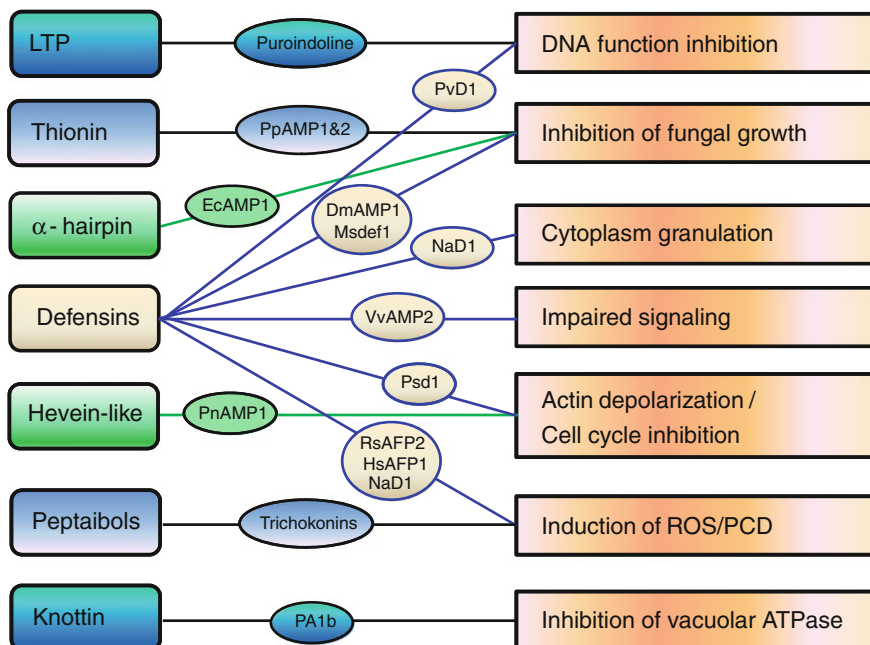 LTP
Puroindoline
DNA function inhibition
PvD1
Thionin
PpAMP1&2
Inhibition of fungal growth
EcAMP1
α- hairpin
DmAMP1
Msdef1
NaD1
Cytoplasm granulation
Defensins
VvAMP2
Impaired signaling
Psd1
Hevein-like
PnAMP1
Actin depolarization /
Cell cycle inhibition
RsAFP2
HsAFP1
NaD1
Peptaibols
Trichokonins
Induction of ROS/PCD
Knottin
PA1b
Inhibition of vacuolar ATPase